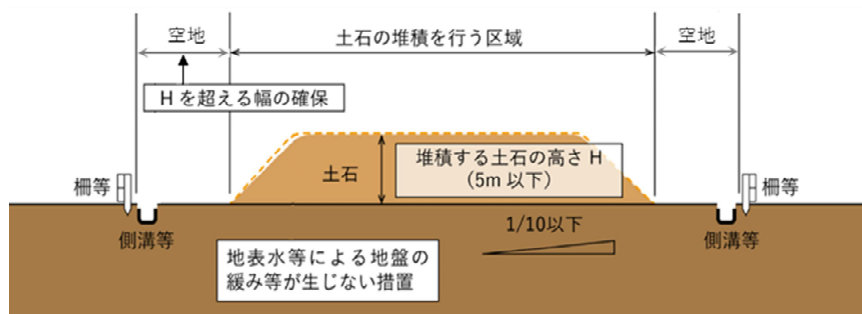 空地
土石の堆積を行う区域
空地
Hを超える幅の確保
土石
堆積する土石の高さ H
(5m 以下)
柵等
柵等
側溝等
1/10以下
側溝等
地表水等による地盤の
緩み等が生じない措置